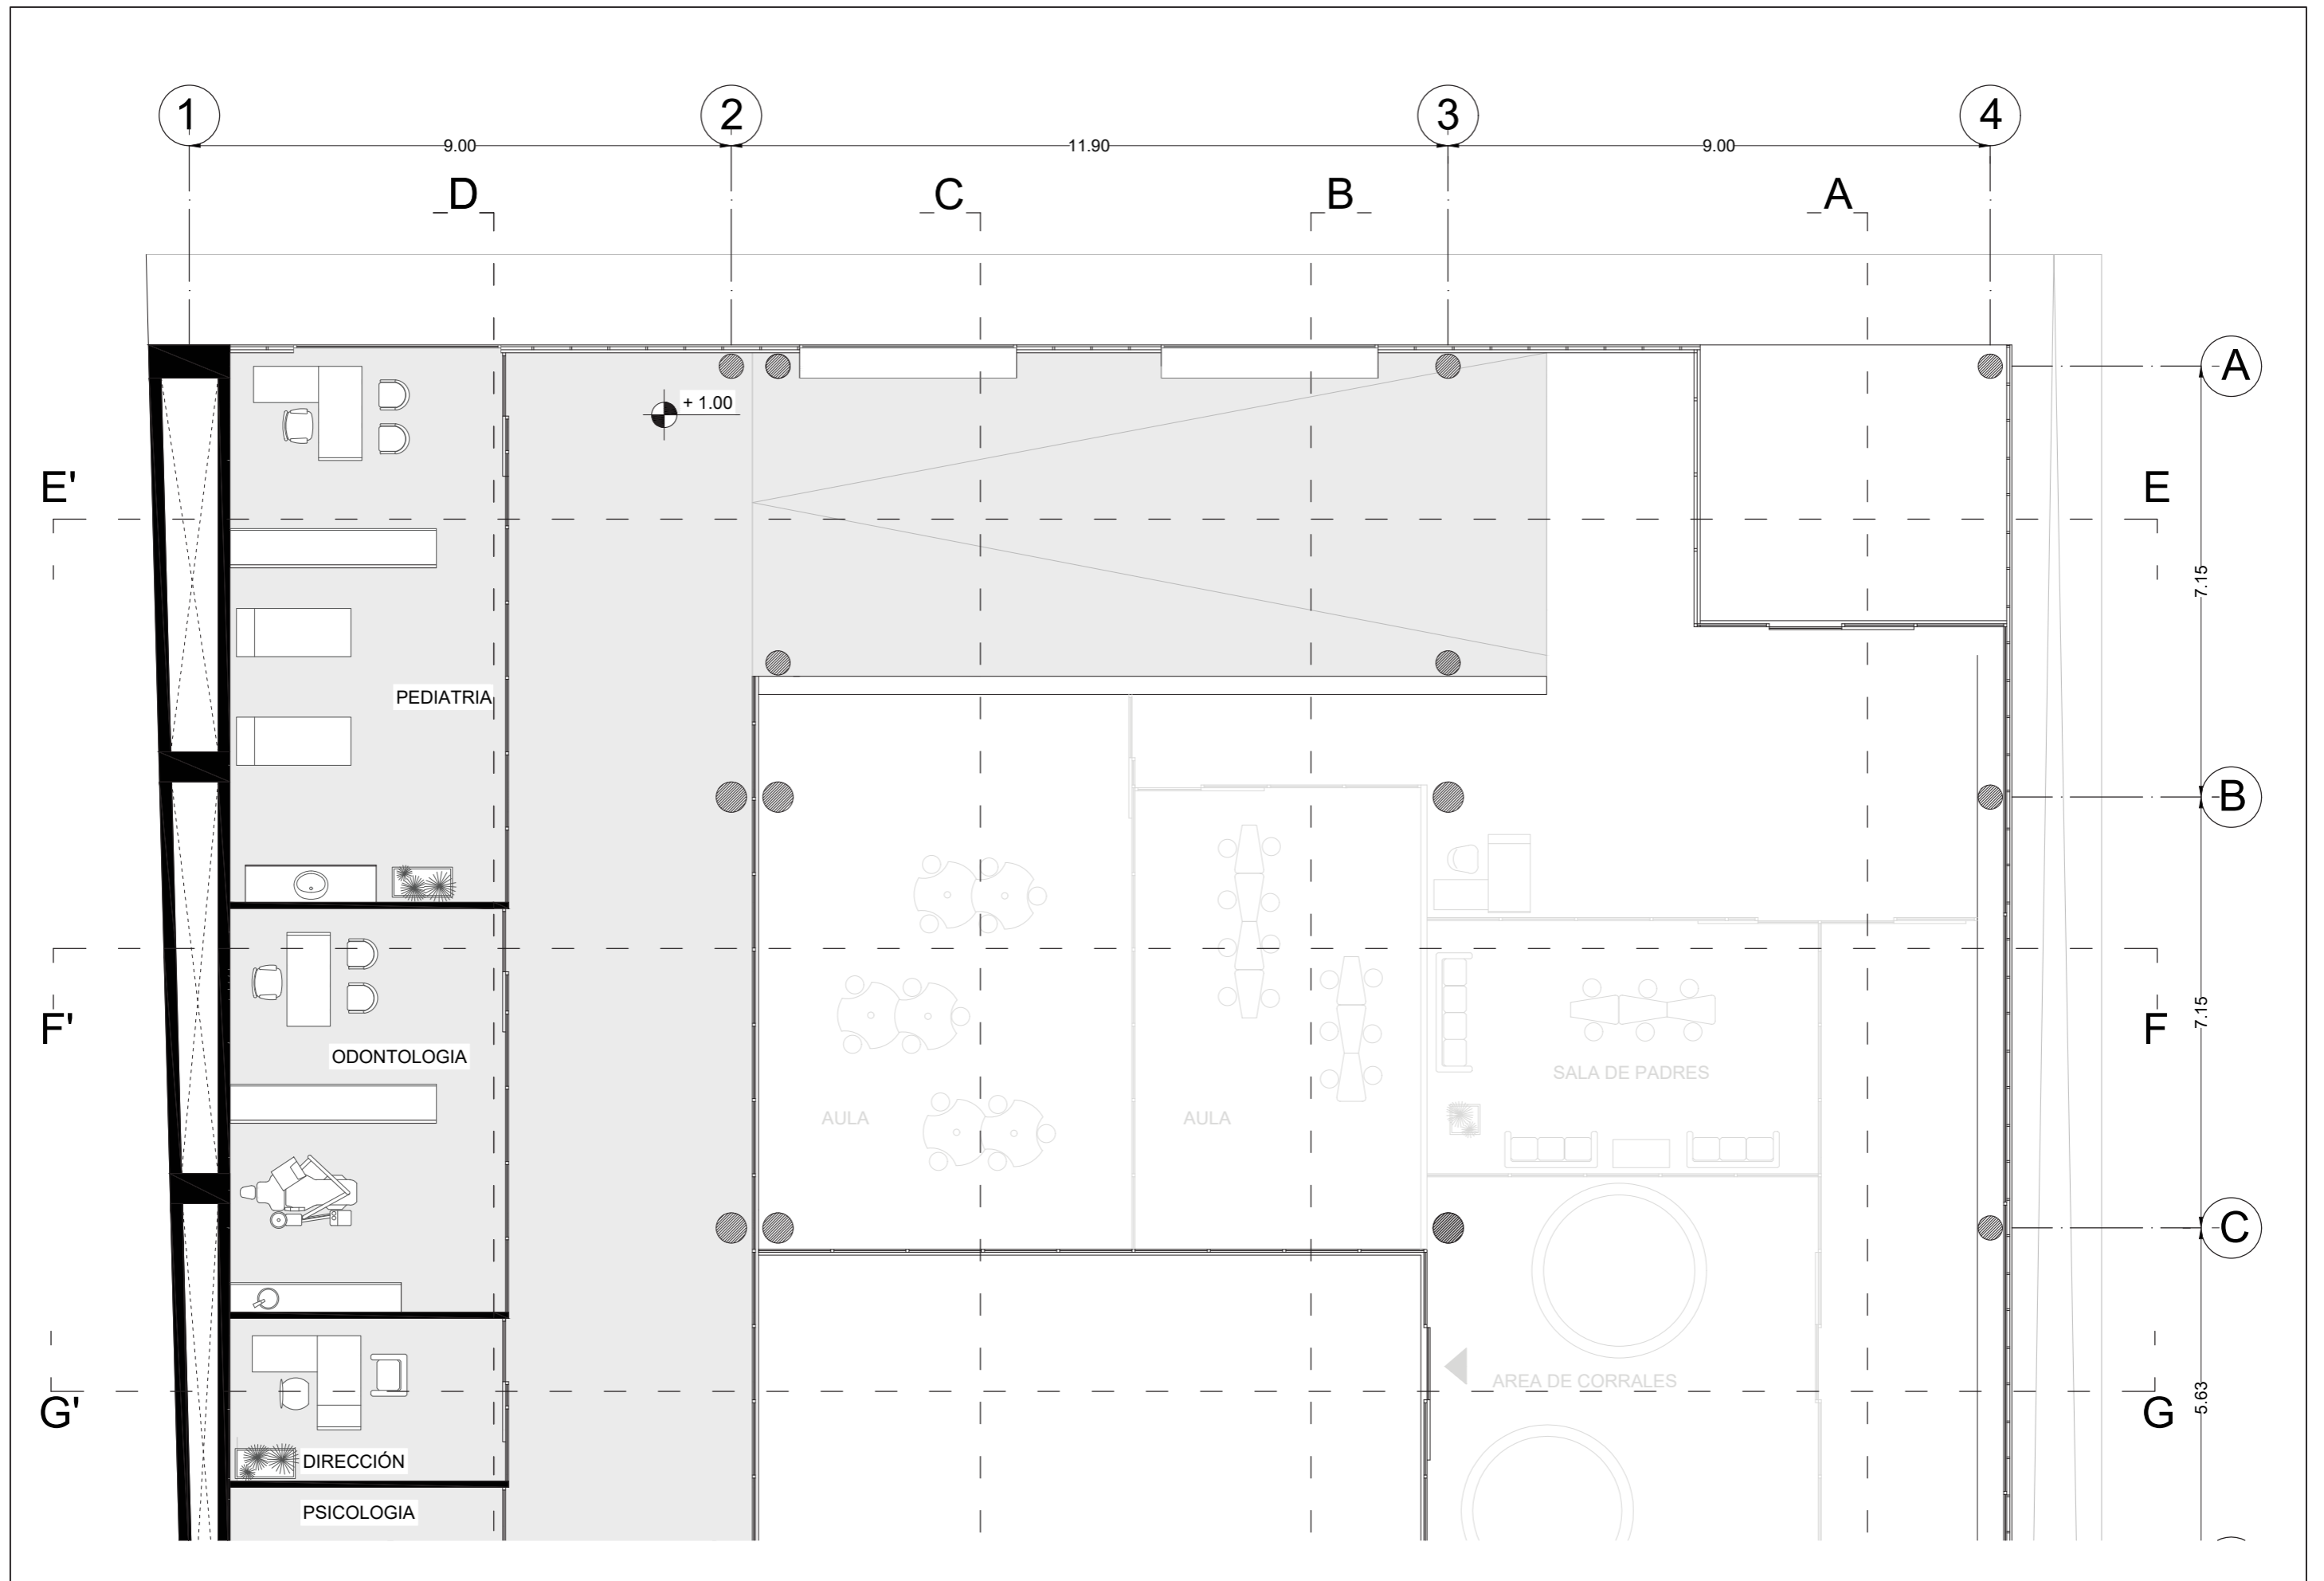 1 2 3 4
9.00 11.90 9.00
D C B A
A
+ 1.00
E' E
7.15
PEDIATRIA
B
F' F
7.15
ODONTOLOGIA
SALA DE PADRES
AULA AULA
C
AREA DE CORRALES
G' G
5.63
DIRECCIÓN
PSICOLOGIA